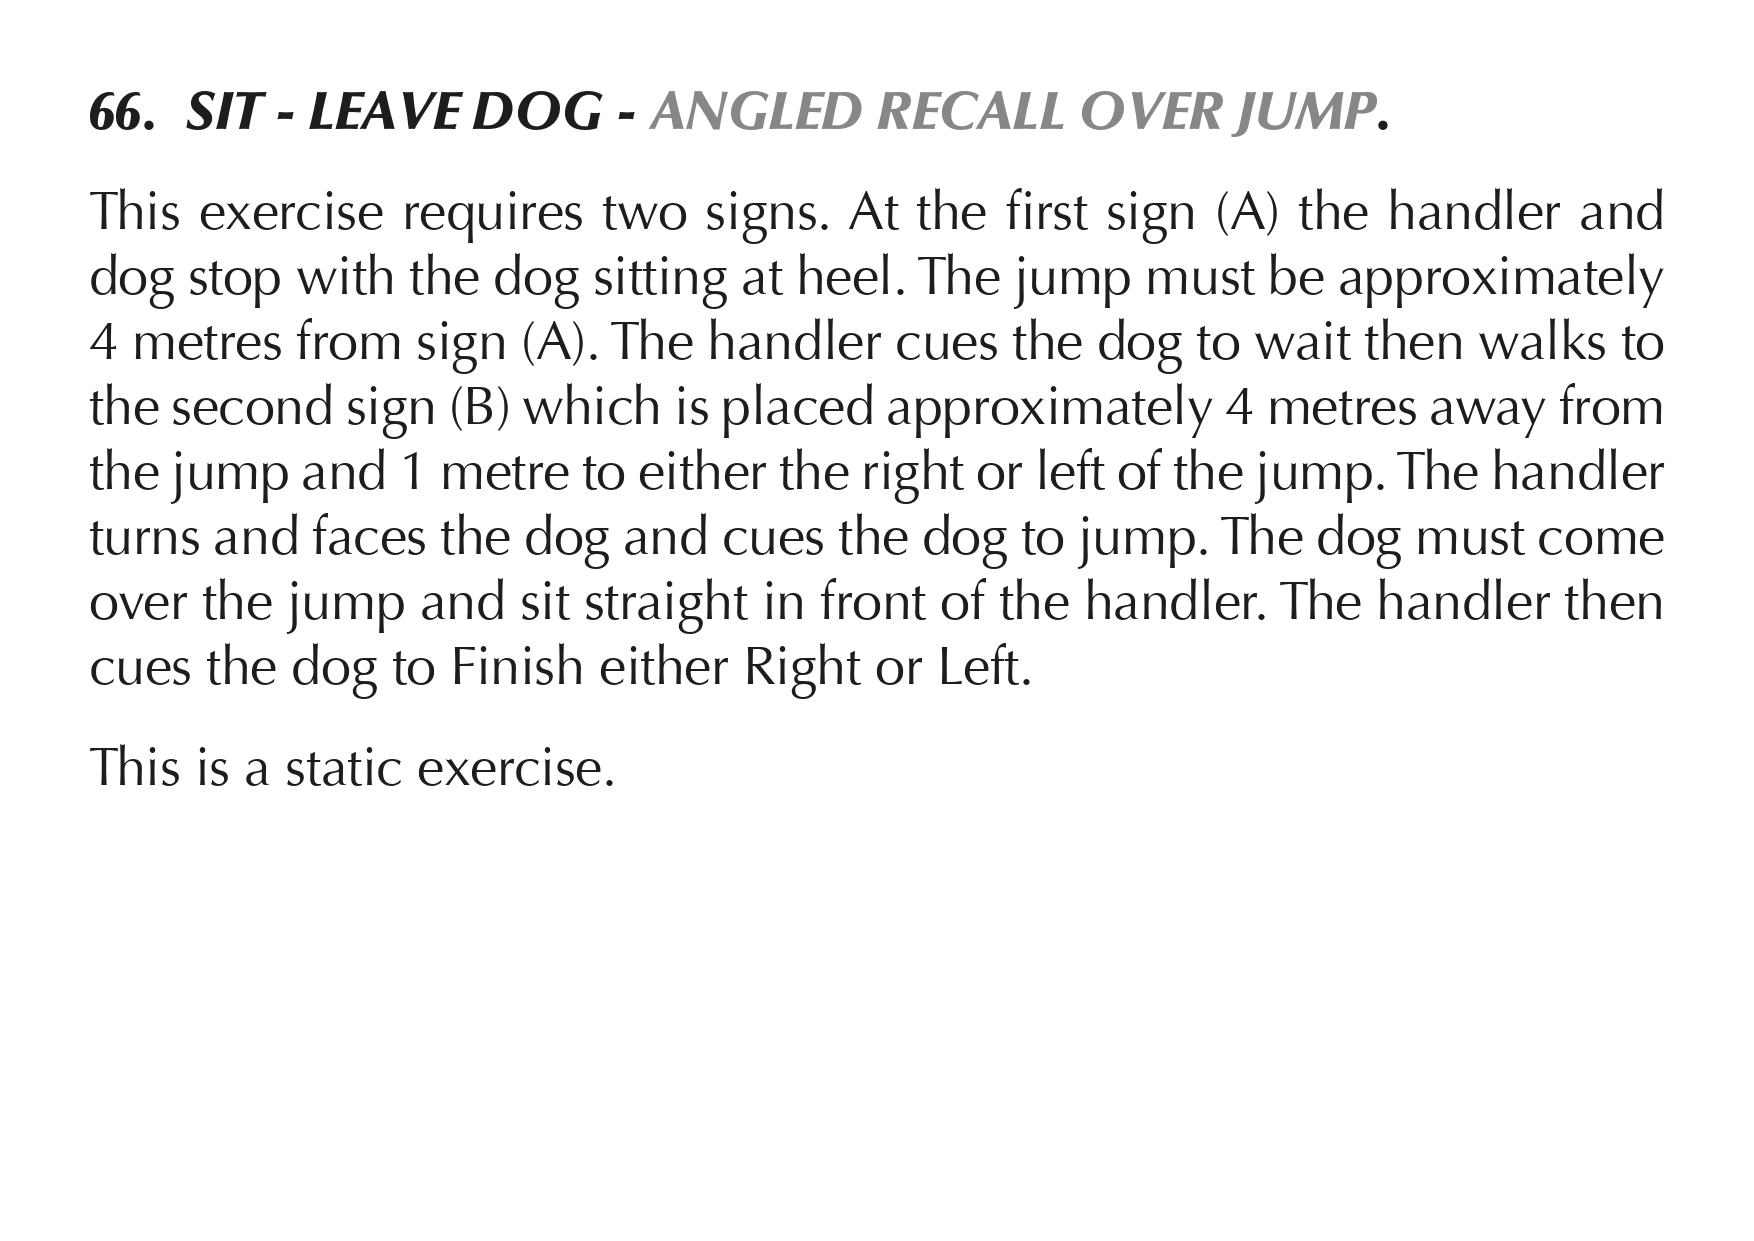 66. SIT - LEAVE DOG - ANGLED RECALL OVER JUMP.
This exercise requires two signs. At the first sign (A) the handler and
dog stop with the dog sitting at heel. The jump must be approximately
4 metres from sign (A). The handler cues the dog to wait then walks to
the second sign (B) which is placed approximately 4 metres away from
the jump and 1 metre to either the right or left of the jump. The handler
turns and faces the dog and cues the dog to jump. The dog must come
over the jump and sit straight in front of the handler. The handler then
cues the dog to Finish either Right or Left.
This is a static exercise.